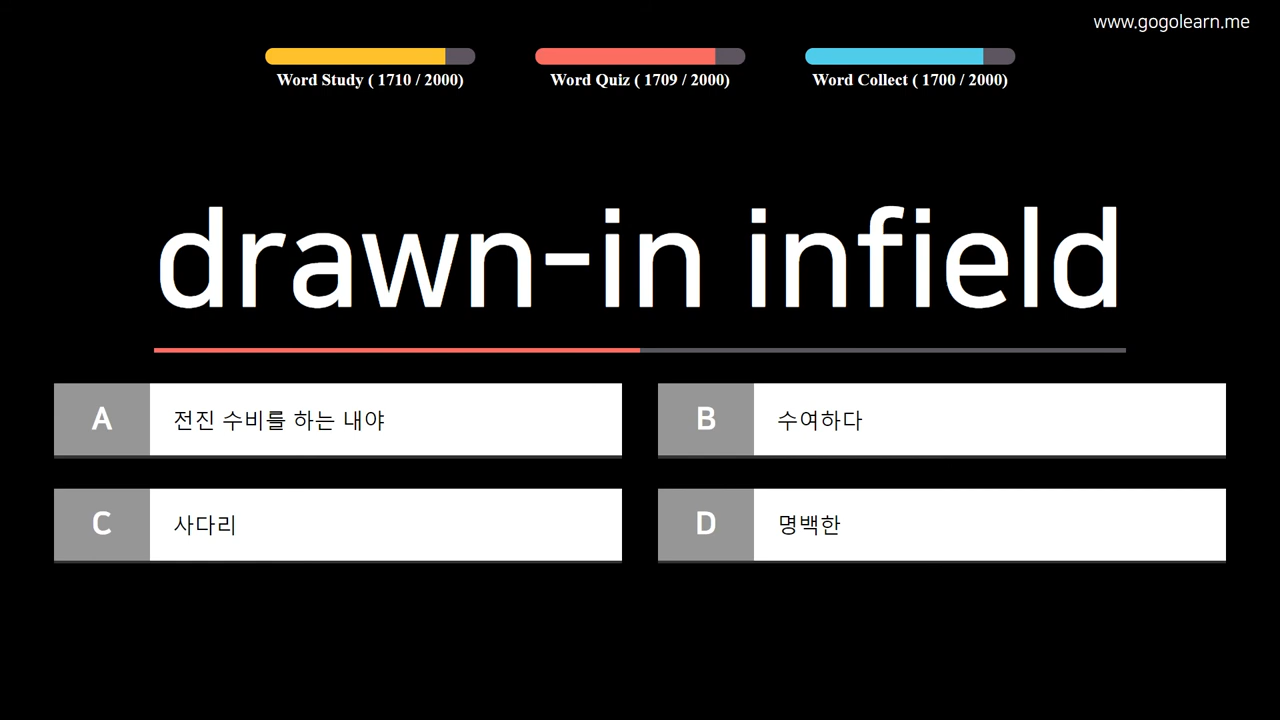 www.gogolearn.me
Word Study ( 1710 / 2000)
Word Quiz ( 1709 / 2000)
Word Collect ( 1700 / 2000)
drawn-in infield
A 전진 수비를 하는 내야
B 수여하다
C 사다리
D 명백한